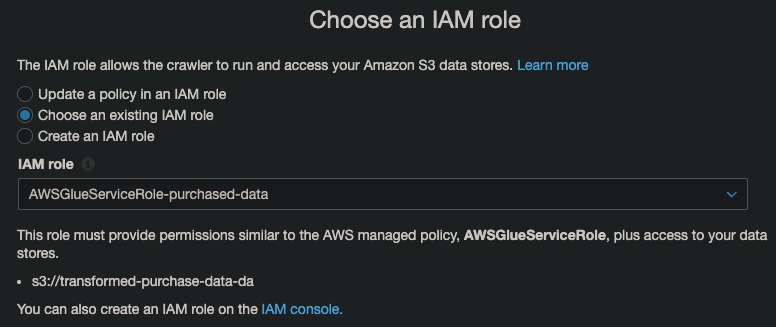 Choose an IAM role
The IAM role allows the crawler to run and access your Amazon S3 data stores. Learn more
Update a policy in an IAM role
Choose an existing IAM role
Create an IAM role
IAM role
AWSGlueServiceRole-purchased-data
This role must provide permissions similar to the AWS managed policy, AWSGlueServiceRole, plus access to your data
stores.
• s3://transformed-purchase-data-da
You can also create an IAM role on the IAM console.